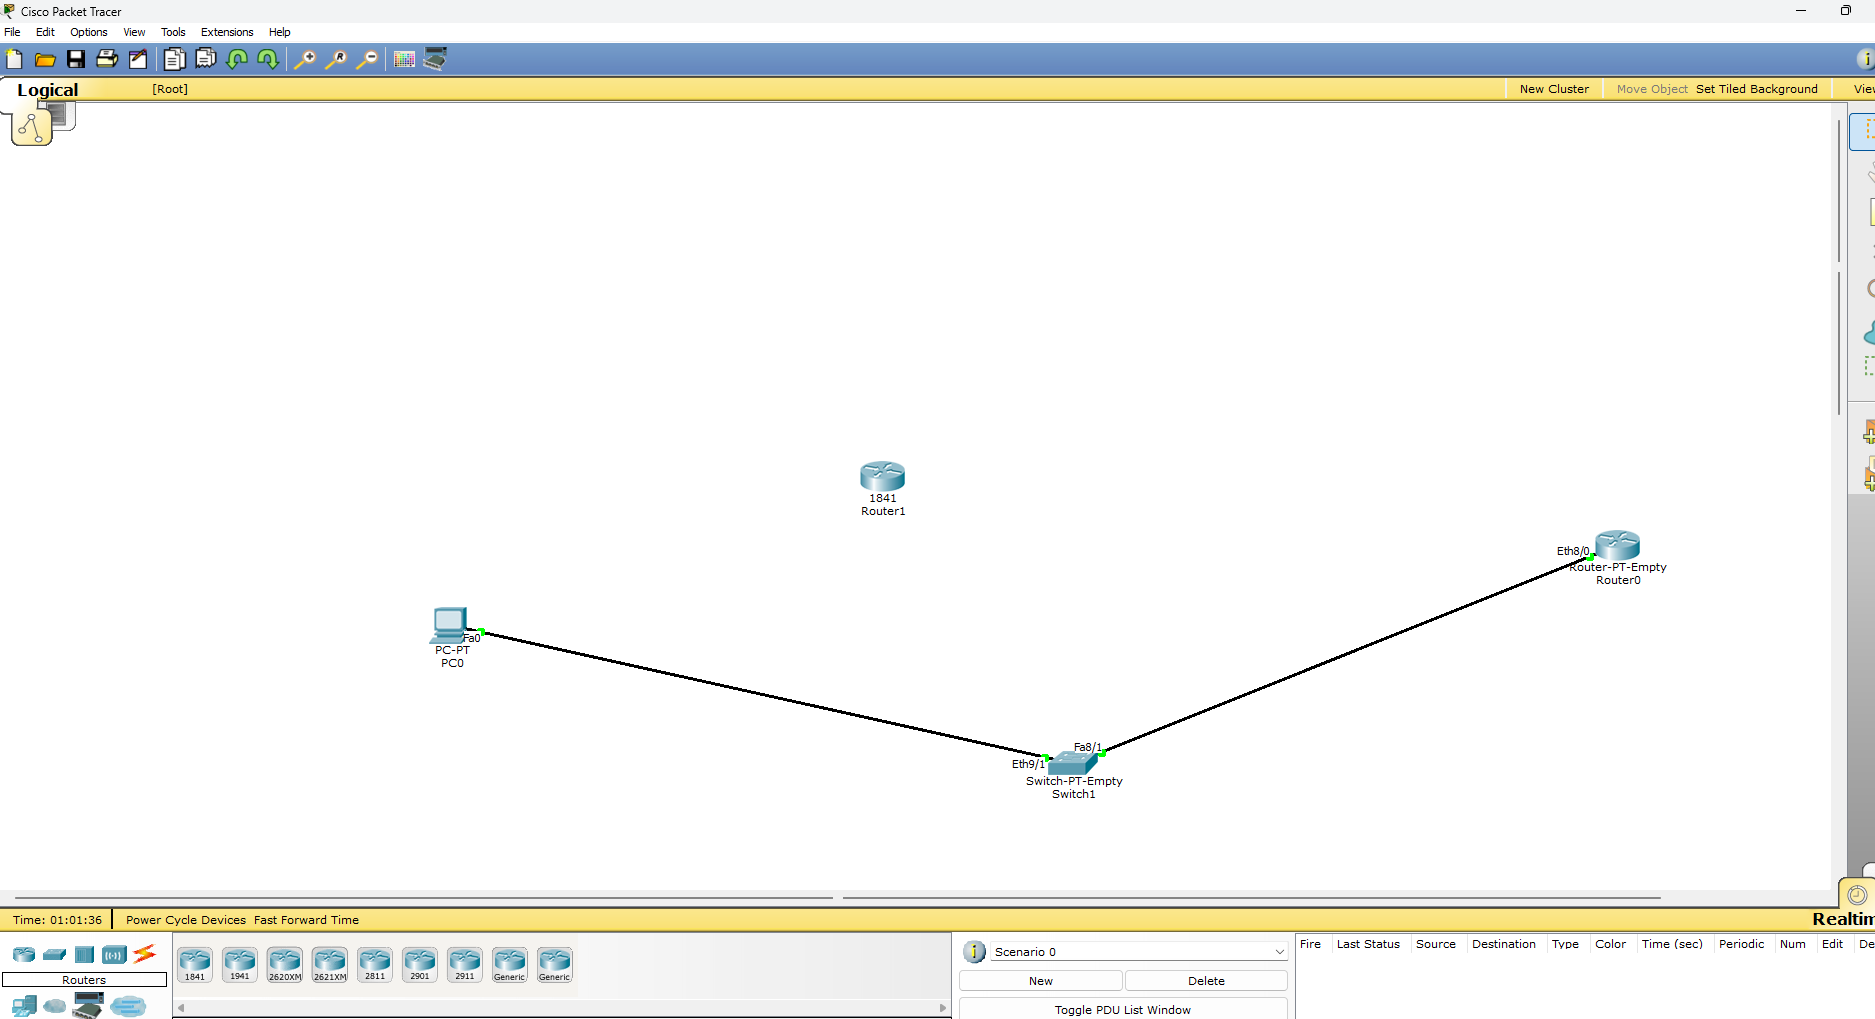 Cisco Packet Tracer
File Edit Options View Tools Extensions Help
Logical [Root] New Cluster Move Object Set Tiled Background
1841
Router1
Eth8/0
Router-PT-Empty
Router0
Fa0
PC-PT
PC0
Fa8/1
Eth9/1
Switch-PT-Empty
Switch1
Time: 01:01:36 Power Cycle Devices Fast Forward Time
Routers
1841 1941 2620XM 2621XM 2811 2901 2911 Generic Generic
Scenario 0
New Delete
Toggle PDU List Window
Fire Last Status Source Destination Type Color Time (sec) Periodic Num Edit